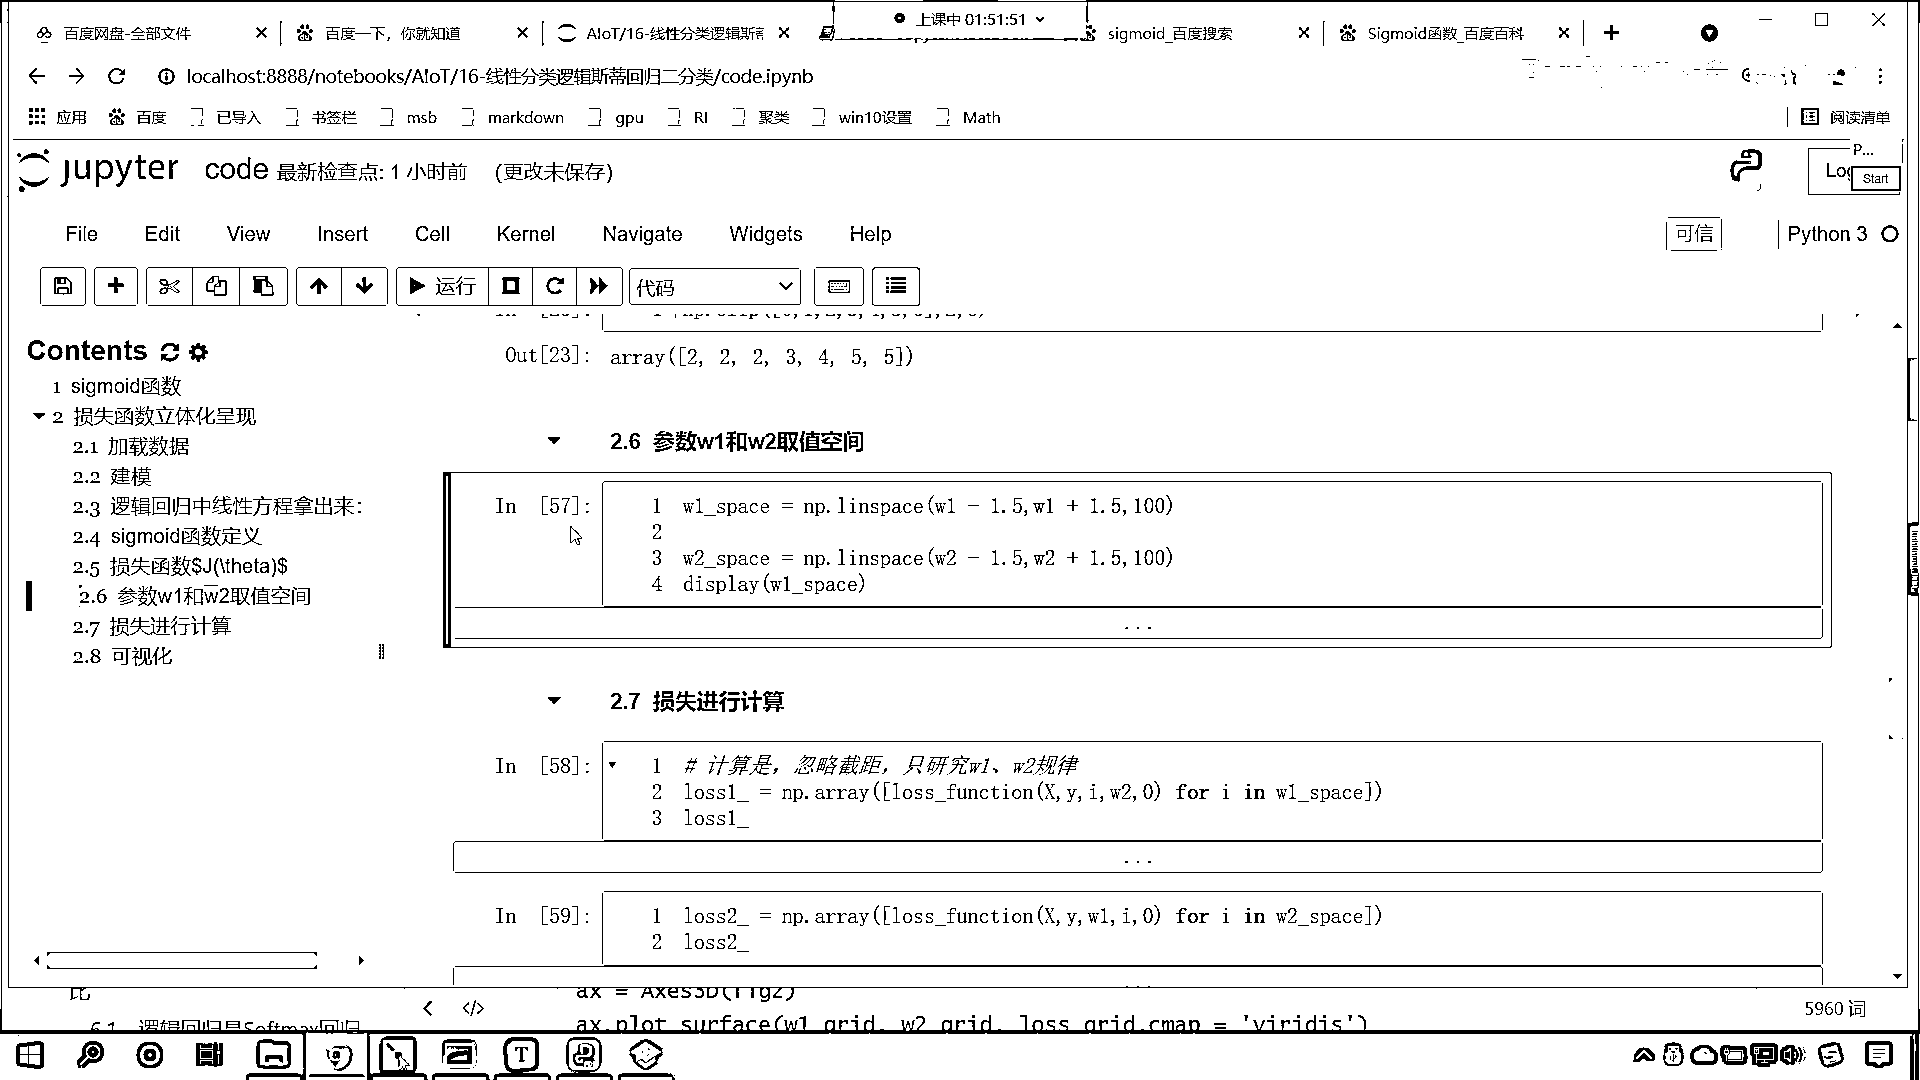 上课中 01:51:51
百度网盘-全部文件
百度一下，你就知道
AIoT/16-线性分类逻辑斯蒂
sigmoid_百度搜索
Sigmoid函数_百度百科
localhost:8888/notebooks/AIoT/16-线性分类逻辑斯蒂回归二分类/code.ipynb
应用 百度 已导入 书签栏 msb markdown gpu RI 聚类 win10设置 Math 阅读清单
jupyter code 最新检查点: 1 小时前 (更改未保存)
P...
Start
File Edit View Insert Cell Kernel Navigate Widgets Help 可信 Python 3
运行 代码
Contents
1 sigmoid函数
2 损失函数立体化呈现
2.1 加载数据
2.2 建模
2.3 逻辑回归中线性方程拿出来：
2.4 sigmoid函数定义
2.5 损失函数$J(\theta)$
2.6 参数w1和w2取值空间
2.7 损失进行计算
2.8 可视化
Out[23]: array([2, 2, 2, 3, 4, 5, 5])
2.6 参数w1和w2取值空间
In [57]:
1 w1_space = np.linspace(w1 - 1.5,w1 + 1.5,100)
2
3 w2_space = np.linspace(w2 - 1.5,w2 + 1.5,100)
4 display(w1_space)
...
2.7 损失进行计算
In [58]:
1 # 计算是，忽略截距，只研究w1、w2规律
2 loss1_ = np.array([loss_function(X,y,i,w2,0) for i in w1_space])
3 loss1_
...
In [59]:
1 loss2_ = np.array([loss_function(X,y,w1,i,0) for i in w2_space])
2 loss2_
ax = Axes3D(fig2)
</> 5960 词
6.1 逻辑回归是Softmax回归
ax.plot_surface(w1_grid, w2_grid, loss_grid,cmap = 'viridis')